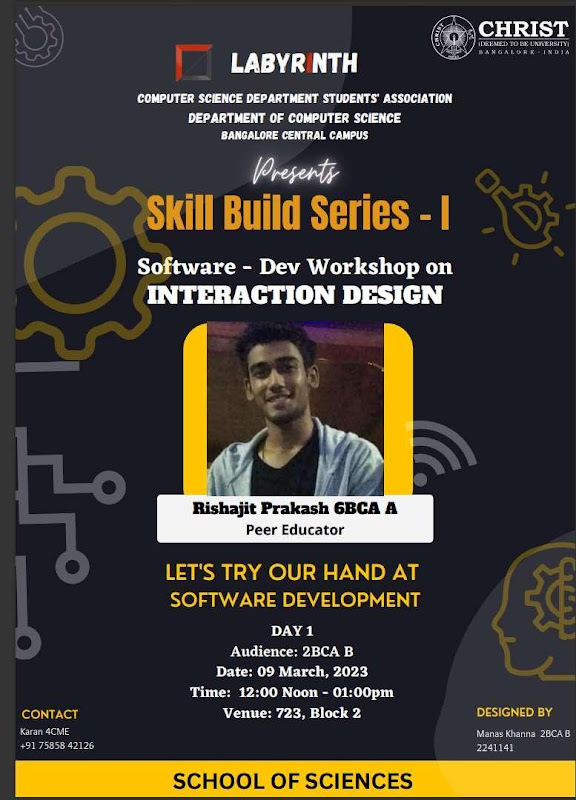 CHRIST
(DEEMED TO BE UNIVERSITY)
BANGALORE · INDIA
LABYRINTH
COMPUTER SCIENCE DEPARTMENT STUDENTS' ASSOCIATION
DEPARTMENT OF COMPUTER SCIENCE
BANGALORE CENTRAL CAMPUS
Presents
Skill Build Series - I
Software - Dev Workshop on
INTERACTION DESIGN
Rishajit Prakash 6BCA A
Peer Educator
LET'S TRY OUR HAND AT
SOFTWARE DEVELOPMENT
DAY 1
Audience: 2BCA B
Date: 09 March, 2023
Time: 12:00 Noon - 01:00pm
Venue: 723, Block 2
CONTACT
Karan 4CME
+91 75858 42126
DESIGNED BY
Manas Khanna 2BCA B
2241141
SCHOOL OF SCIENCES